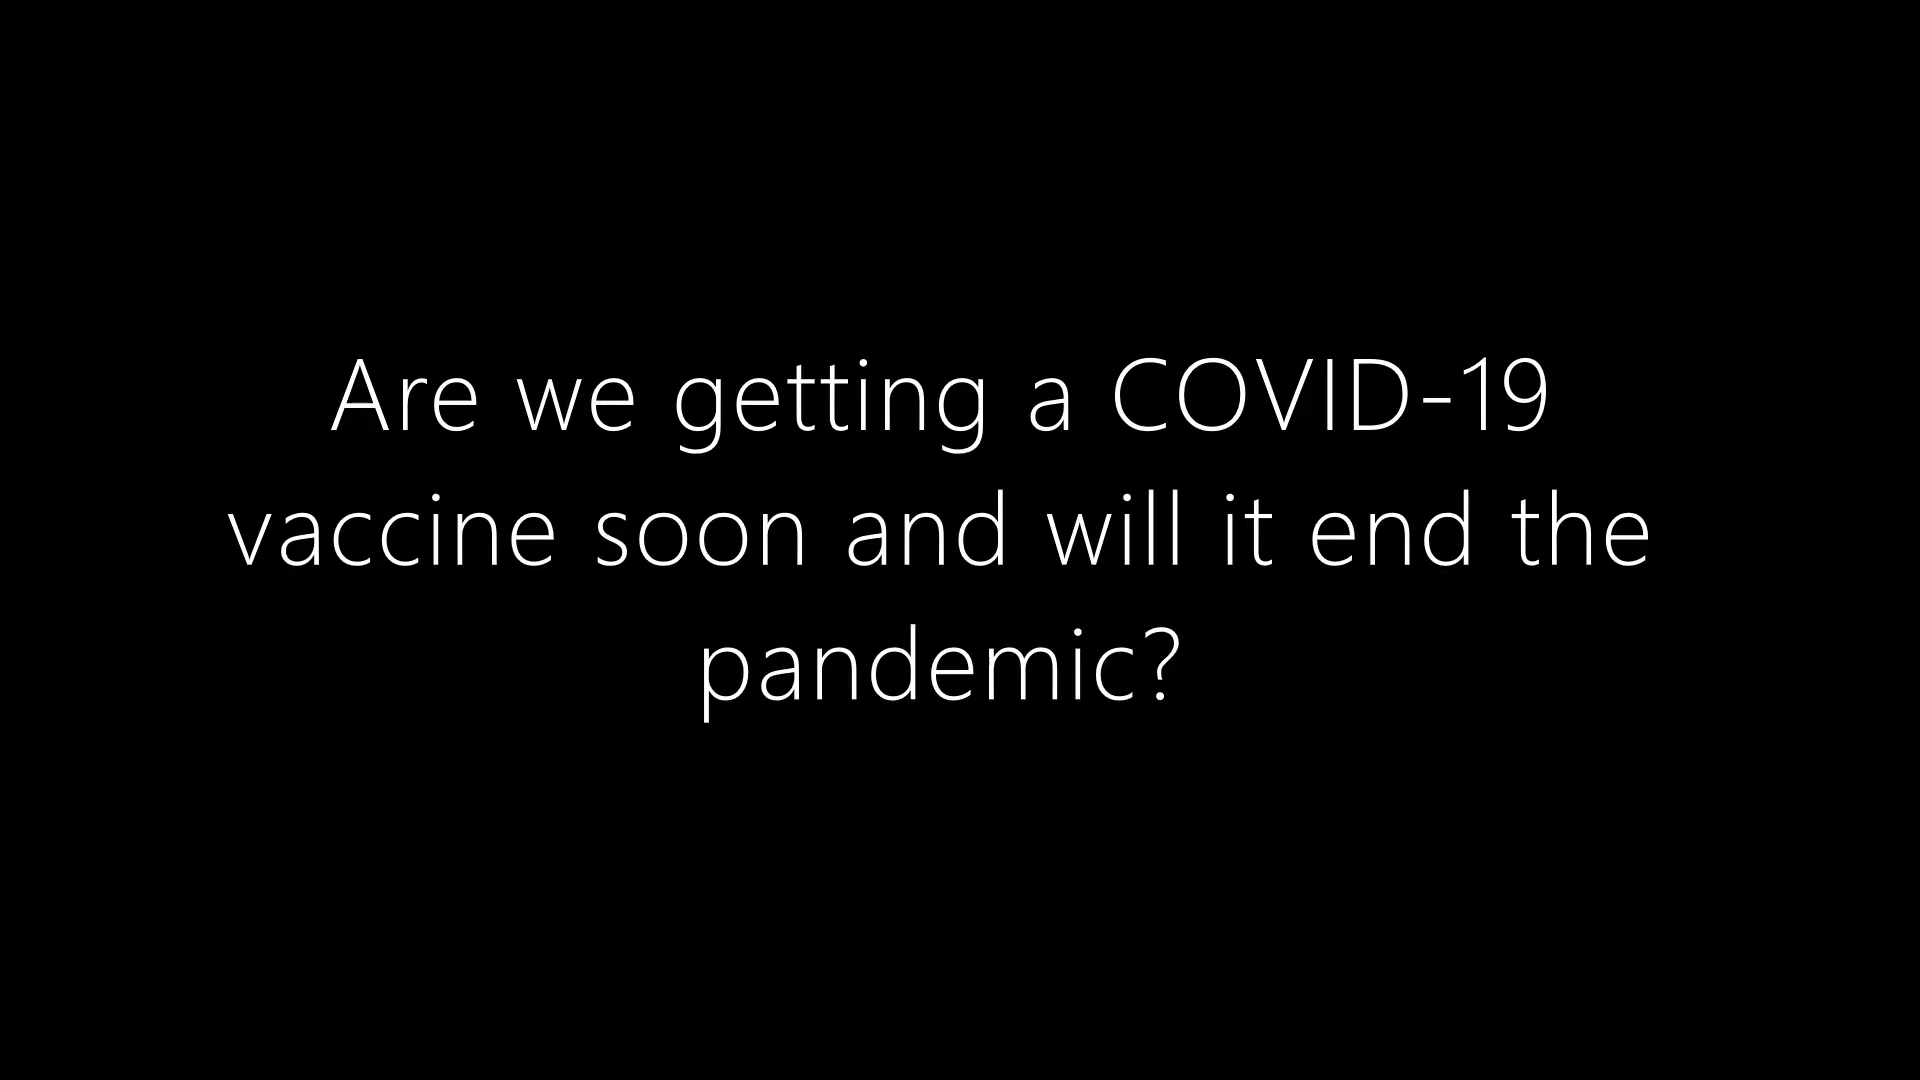 Are we getting a COVID-19
vaccine soon and will it end the
pandemic?